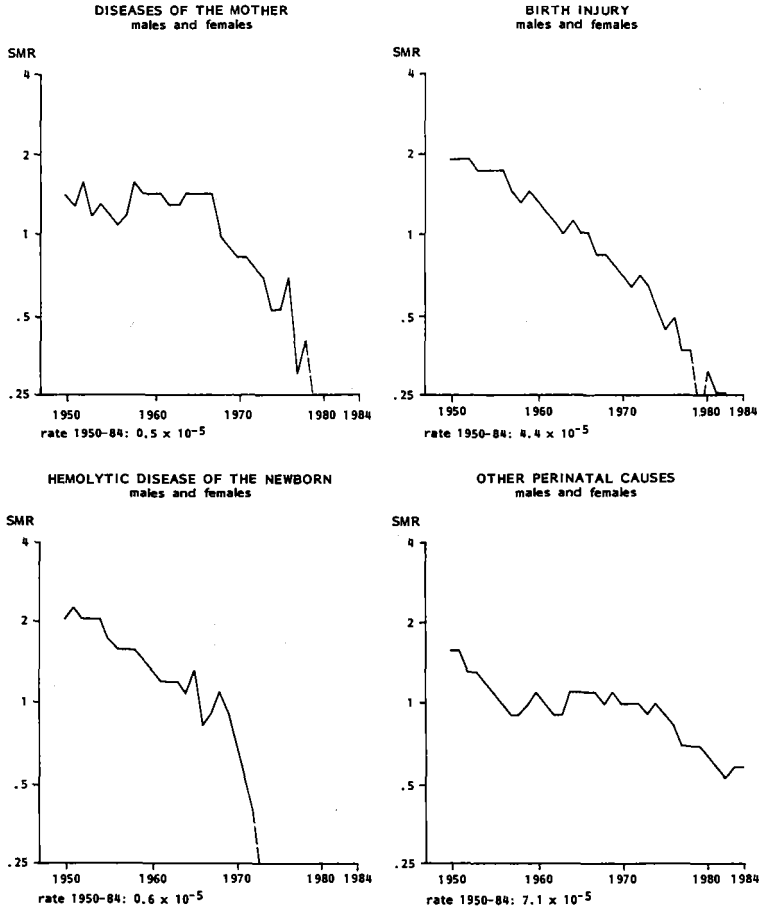 DISEASES OF THE MOTHER
males and females
SMR
4
2
1
.5
.25
1950 1960 1970 1980 1984
rate 1950-84: 0.5 x 10⁻⁵
BIRTH INJURY
males and females
SMR
4
2
1
.5
.25
1950 1960 1970 1980 1984
rate 1950-84: 4.4 x 10⁻⁵
HEMOLYTIC DISEASE OF THE NEWBORN
males and females
SMR
4
2
1
.5
.25
1950 1960 1970 1980 1984
rate 1950-84: 0.6 x 10⁻⁵
OTHER PERINATAL CAUSES
males and females
SMR
4
2
1
.5
.25
1950 1960 1970 1980 1984
rate 1950-84: 7.1 x 10⁻⁵